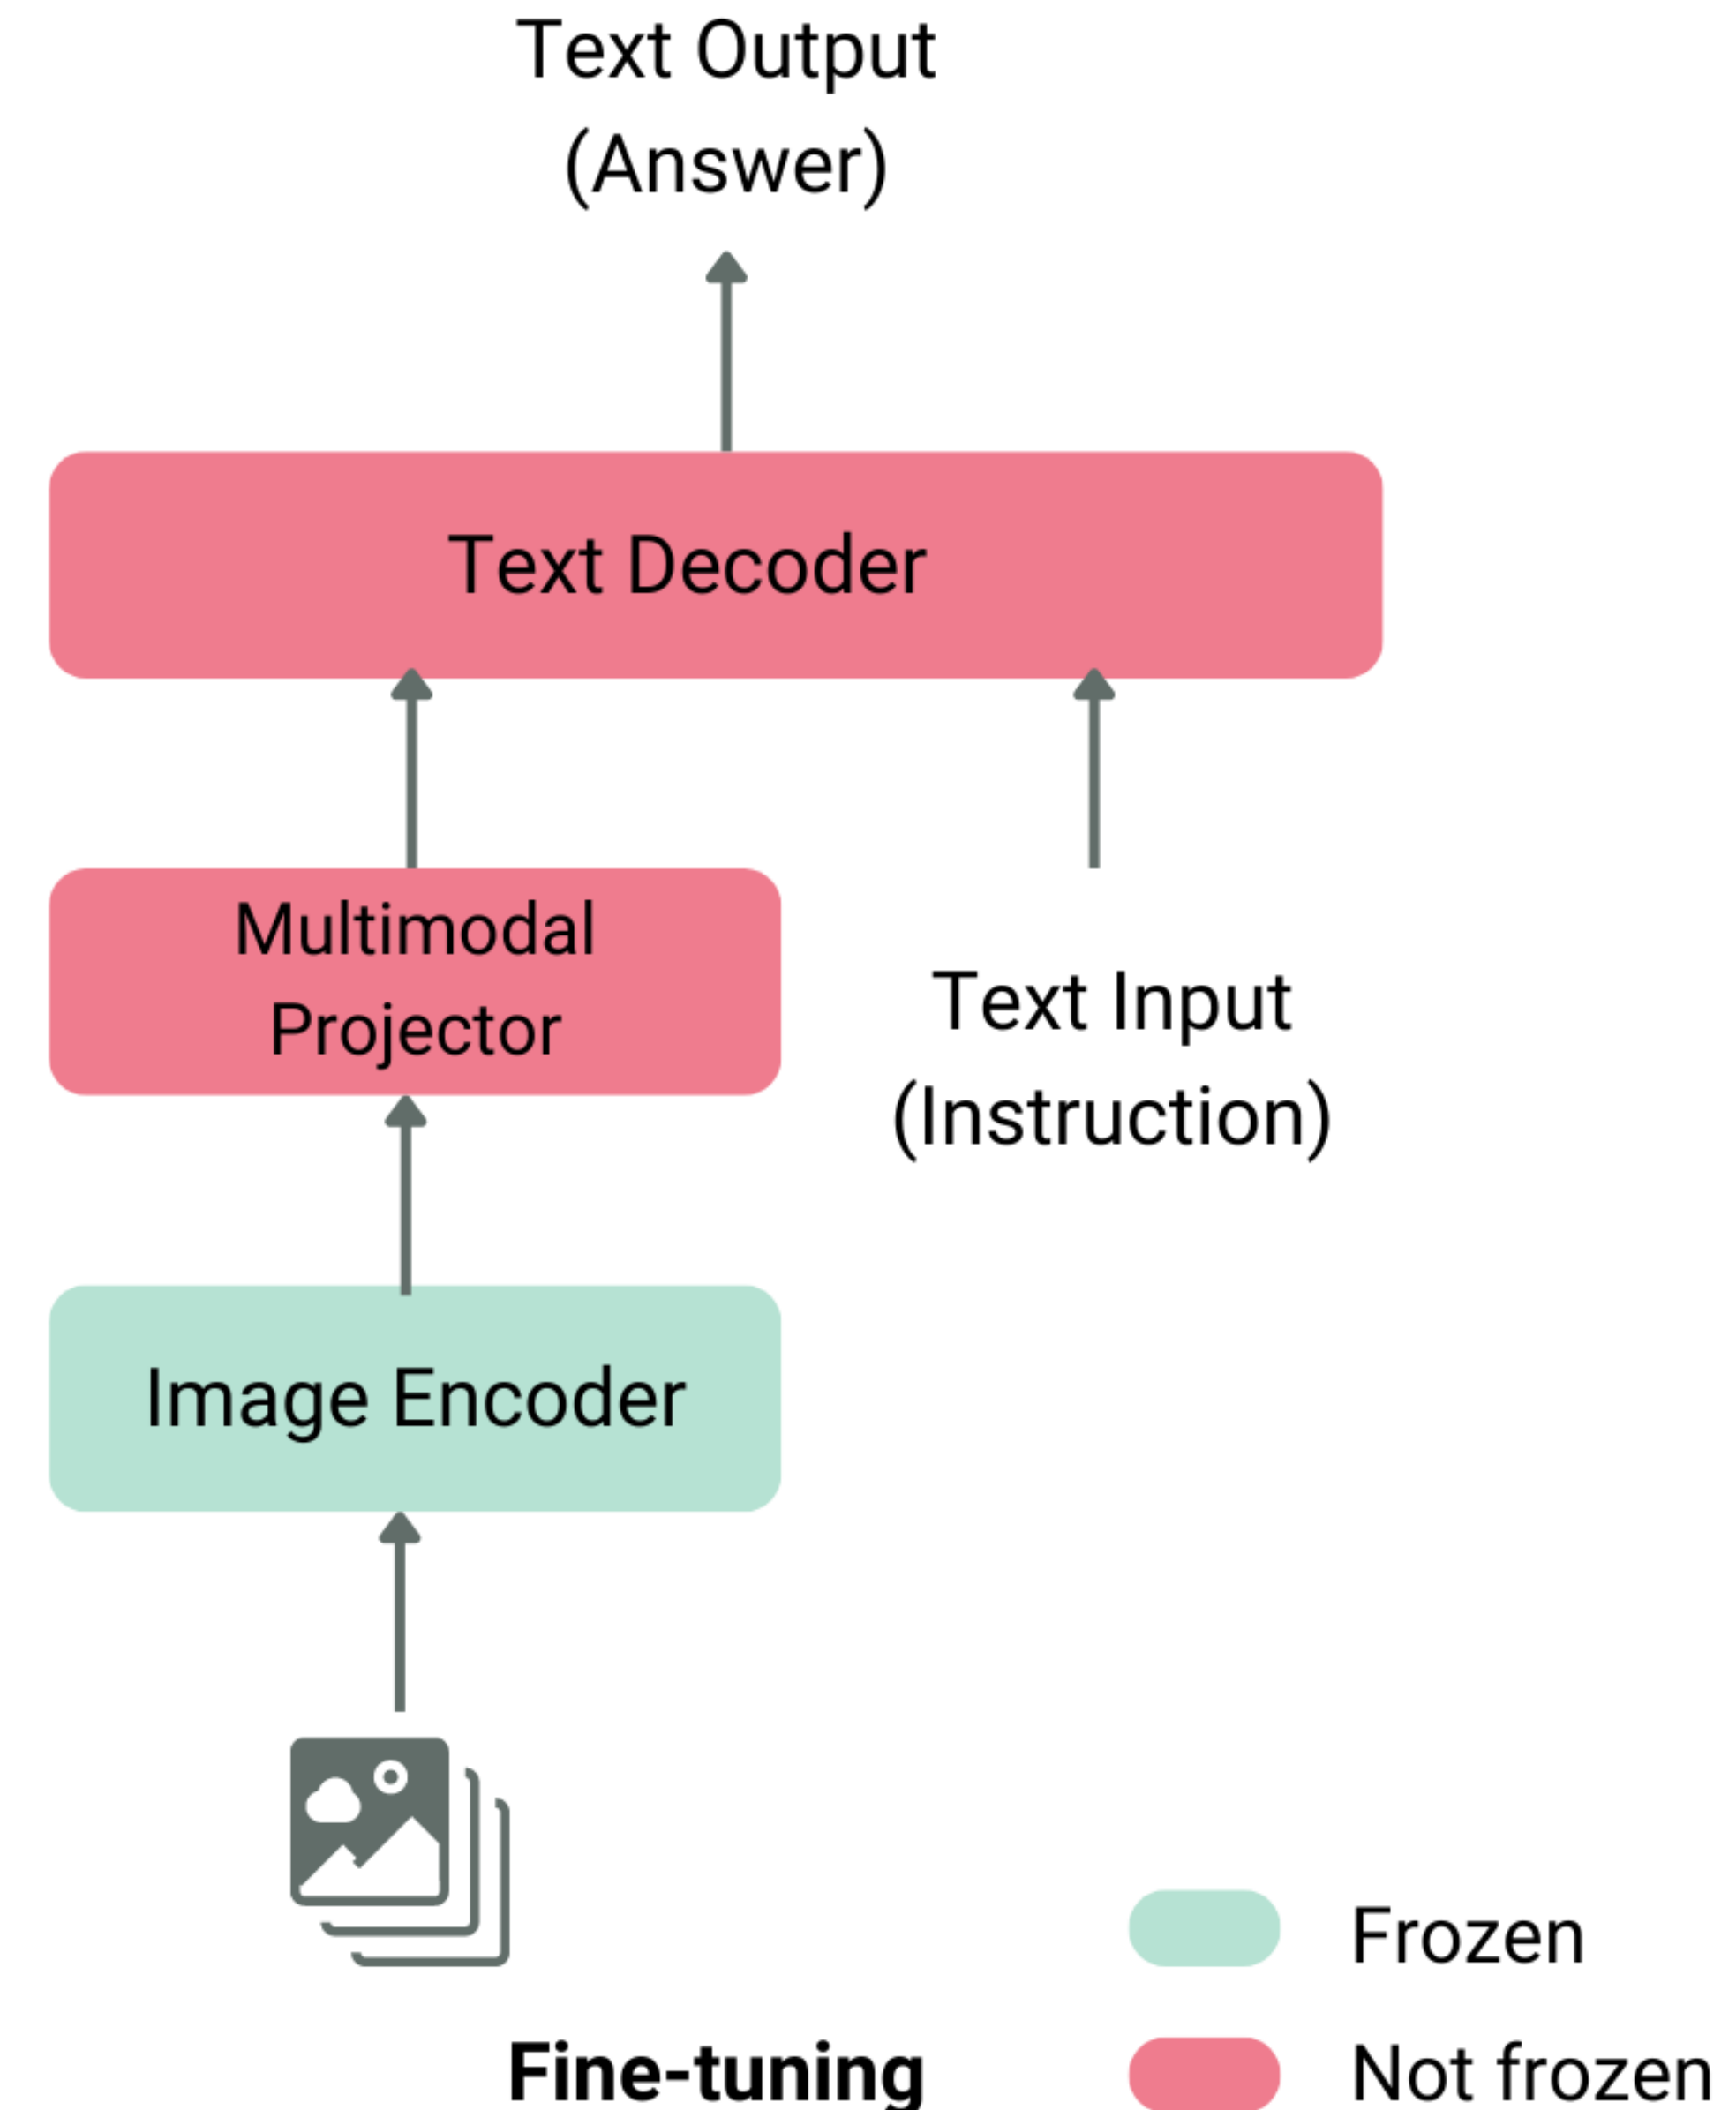 Text Output
(Answer)
Text Decoder
Multimodal
Projector
Text Input
(Instruction)
Image Encoder
Frozen
Fine-tuning
Not frozen